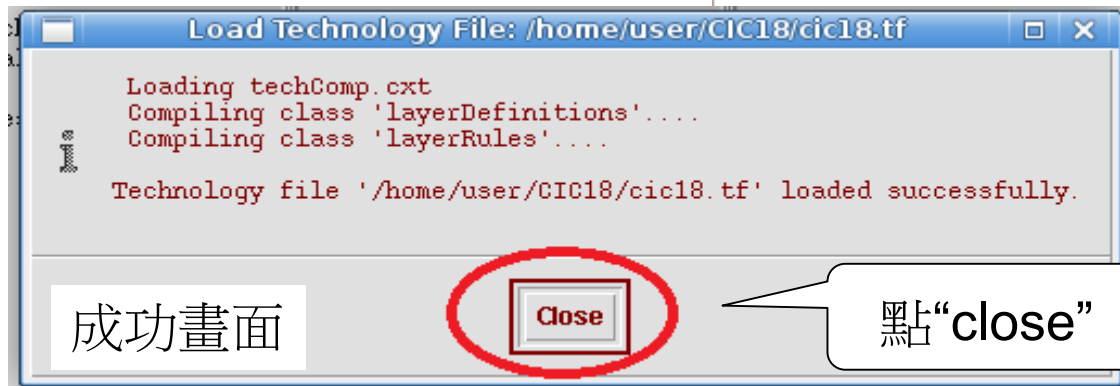 Load Technology File: /home/user/CIC18/cic18.tf
Loading techComp.cxt
Compiling class 'layerDefinitions'....
Compiling class 'layerRules'....
Technology file '/home/user/CIC18/cic18.tf' loaded successfully.
成功畫面
Close
點“close”